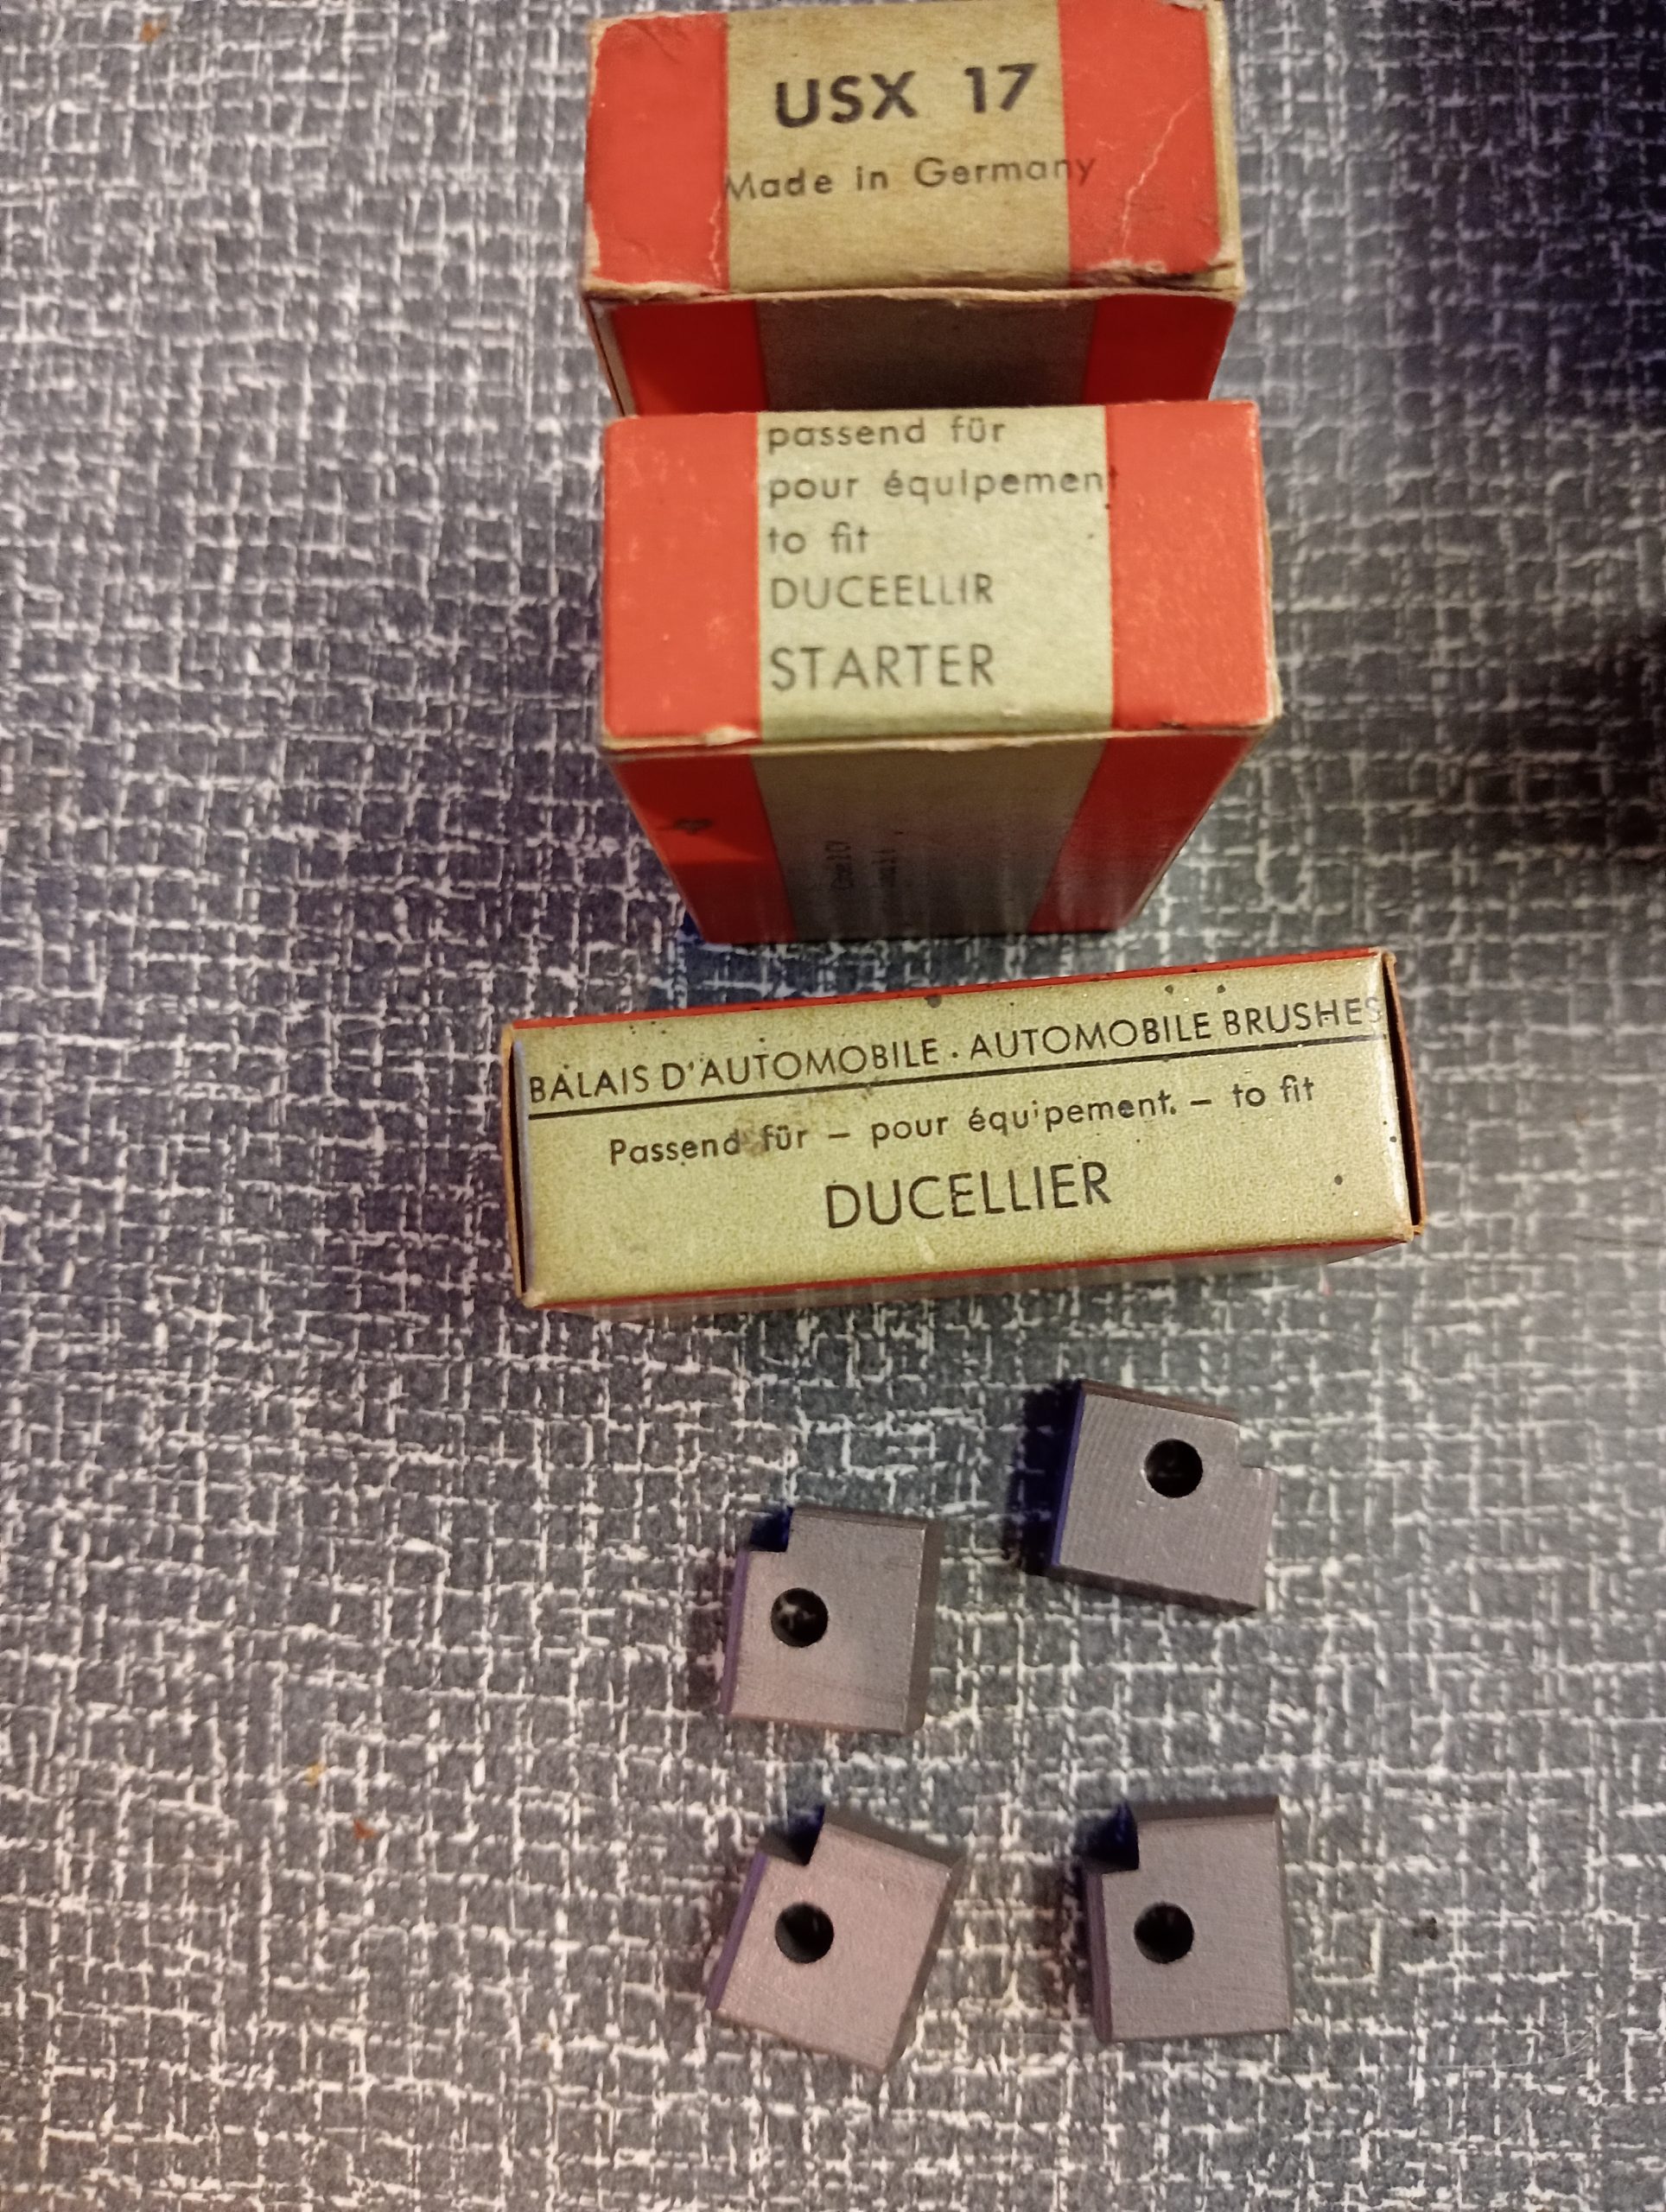 USX 17
Made in Germany
passend für
pour équipement
to fit
DUCEELLIR
STARTER
BALAIS D'AUTOMOBILE . AUTOMOBILE BRUSHES
Passend für – pour équipement. – to fit
DUCELLIER